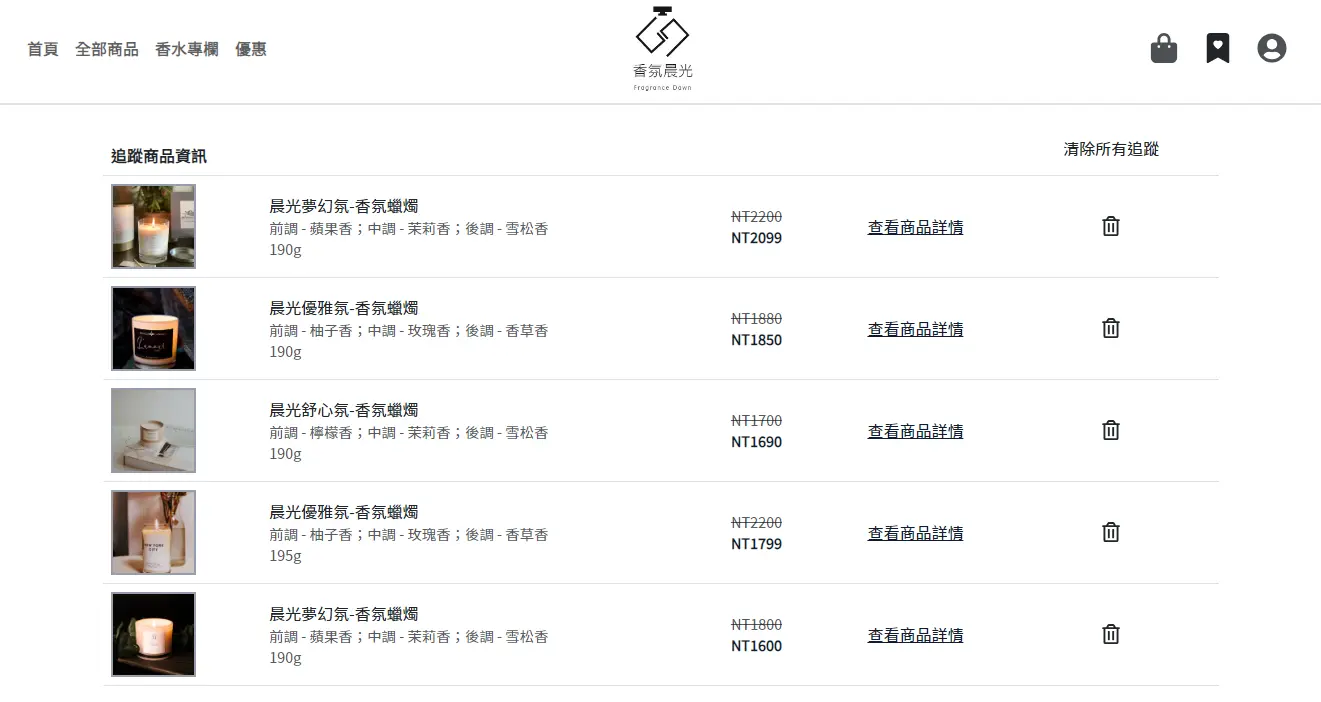 首頁 全部商品 香水專欄 優惠
香氛晨光
Fragrance Dawn
追蹤商品資訊
清除所有追蹤
晨光夢幻氛-香氛蠟燭
前調 - 蘋果香；中調 - 茉莉香；後調 - 雪松香
190g
NT2200
NT2099
查看商品詳情
晨光優雅氛-香氛蠟燭
前調 - 柚子香；中調 - 玫瑰香；後調 - 香草香
190g
NT1880
NT1850
查看商品詳情
晨光舒心氛-香氛蠟燭
前調 - 檸檬香；中調 - 茉莉香；後調 - 雪松香
190g
NT1700
NT1690
查看商品詳情
晨光優雅氛-香氛蠟燭
前調 - 柚子香；中調 - 玫瑰香；後調 - 香草香
195g
NT2200
NT1799
查看商品詳情
晨光夢幻氛-香氛蠟燭
前調 - 蘋果香；中調 - 茉莉香；後調 - 雪松香
190g
NT1800
NT1600
查看商品詳情